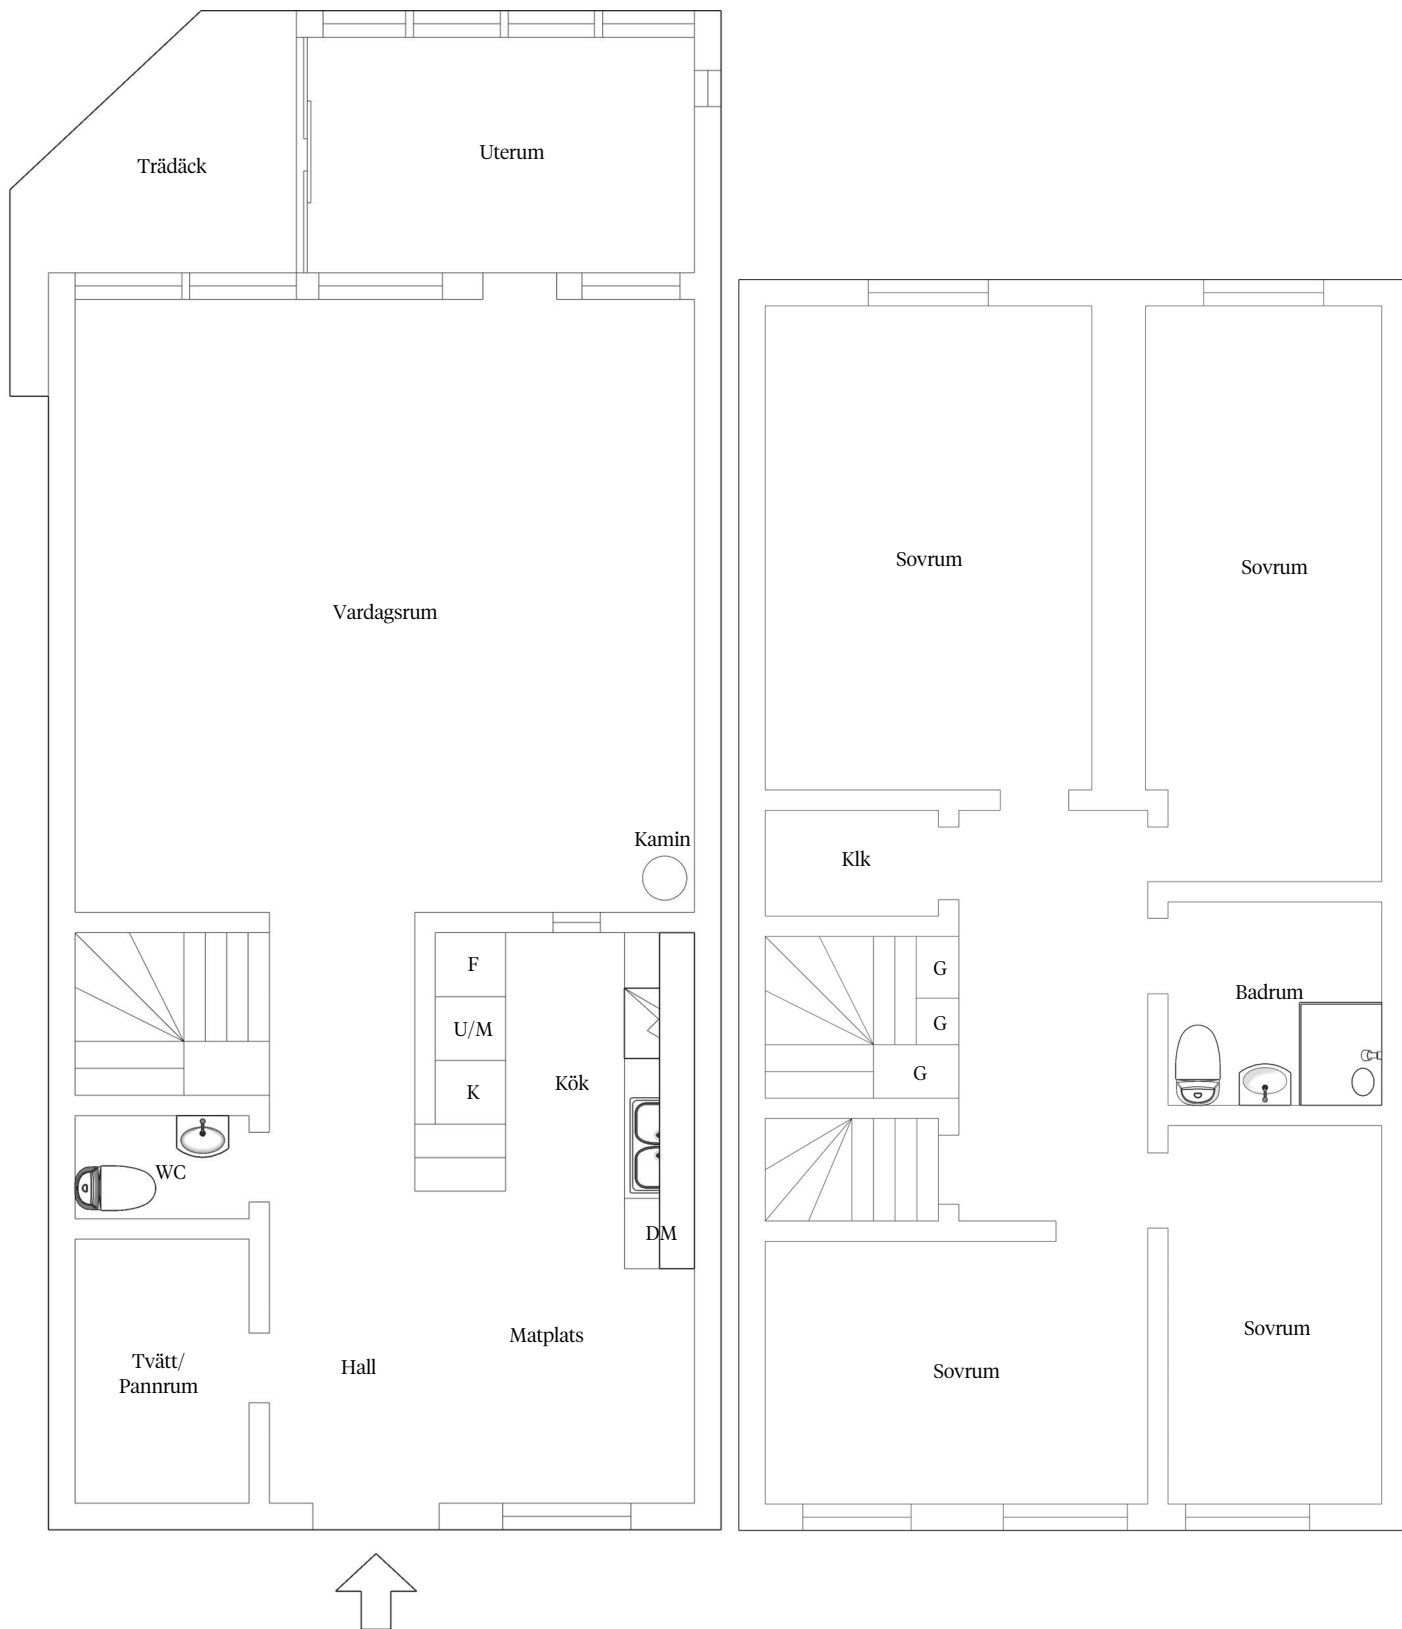 Trädäck
Uterum
Vardagsrum
Kamin
F
U/M
K
Kök
WC
DM
Matplats
Hall
Tvätt/
Pannrum
Sovrum
Sovrum
Klk
G
G
G
Badrum
Sovrum
Sovrum